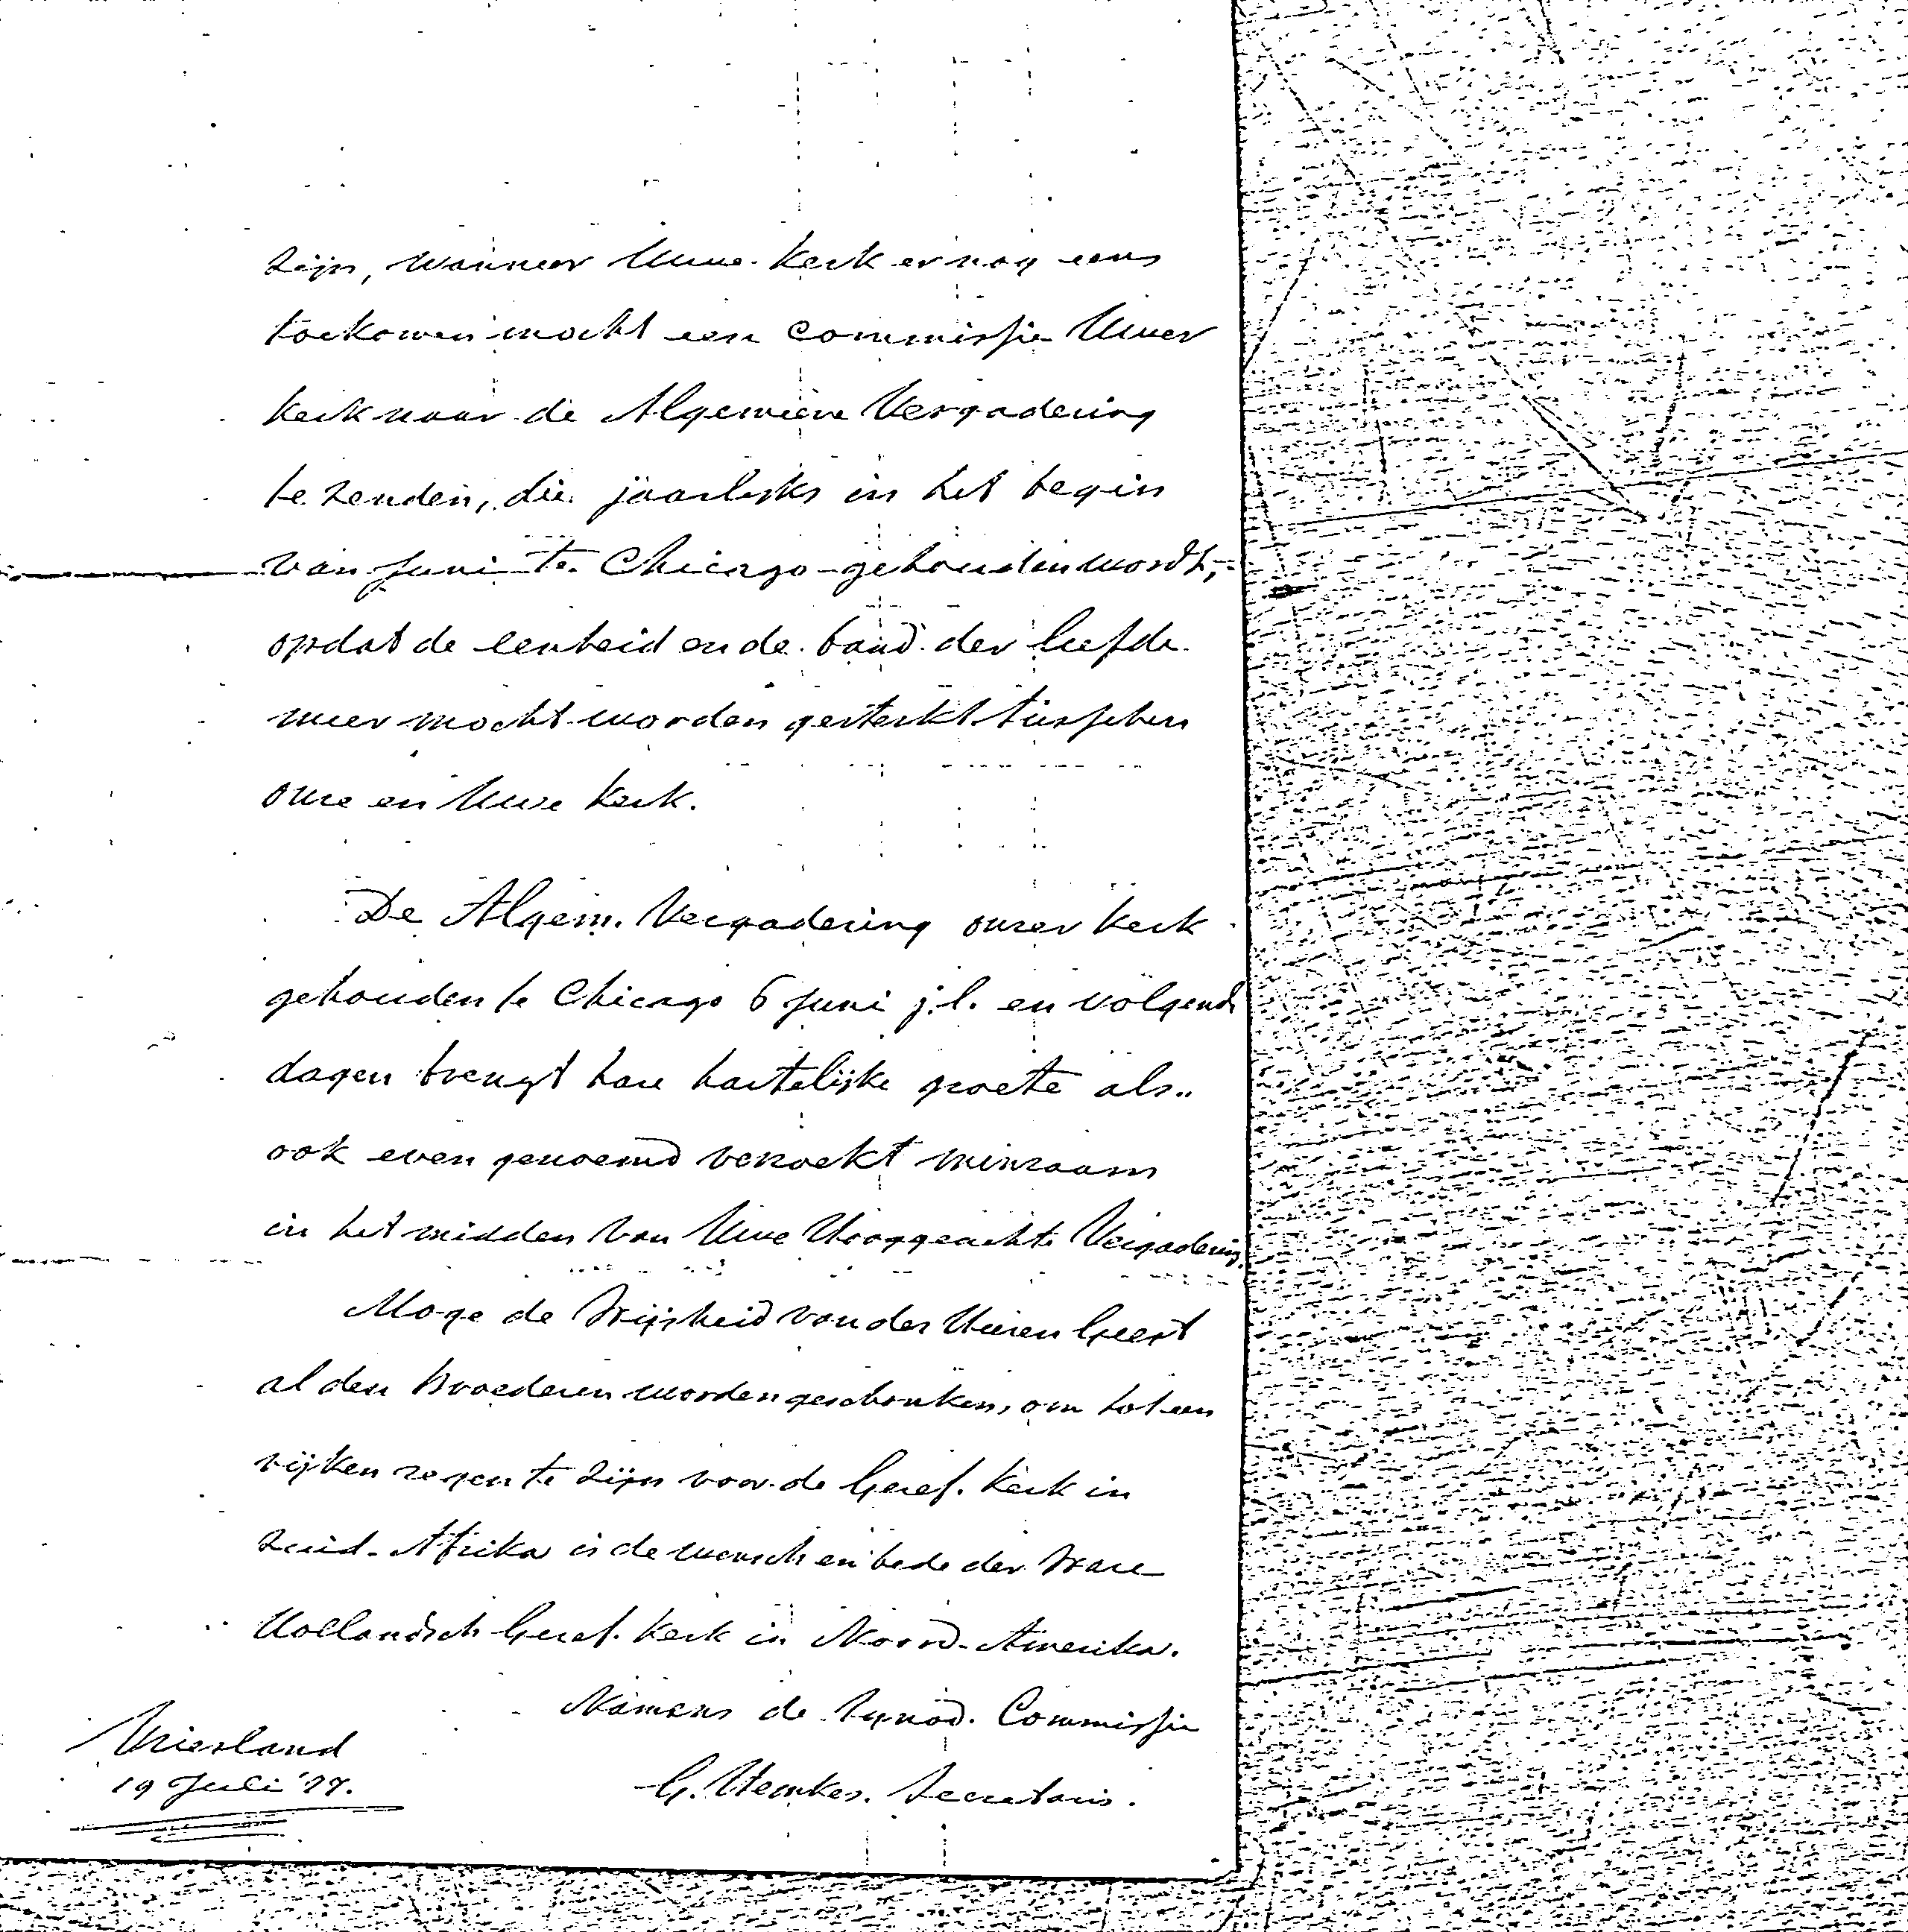 zijn, wanneer Uwe Kerk er nog eens
toekomen mocht een Commissie Uwer
Kerk naar de Algemeene Vergadering
te zenden, die jaarlijks in het begin
van Juni te Chicago gehouden wordt,
opdat de eenheid en de band der liefde
meer mocht worden gesterkt tusschen
onze en Uwe Kerk.
De Algem. Vergadering onzer Kerk
gehouden te Chicago 6 Juni j.l. en volgende
dagen brengt hare hartelijke groete als
ook even genoemd verzoekt minzaam
in het midden van Uwe Hooggeachte Vergadering.
Moge de Wijsheid van den Heiligen Geest
al den Broederen worden geschonken, om tot een
rijken zegen te zijn voor de Geref. Kerk in
Zuid-Afrika is de wensch en bede der Ware
Hollandsch Geref. Kerk in Noord-Amerika.
Namens de Synod. Commissie
Vriesland
19 Juli '77.
G. Hemkes. Secretaris.